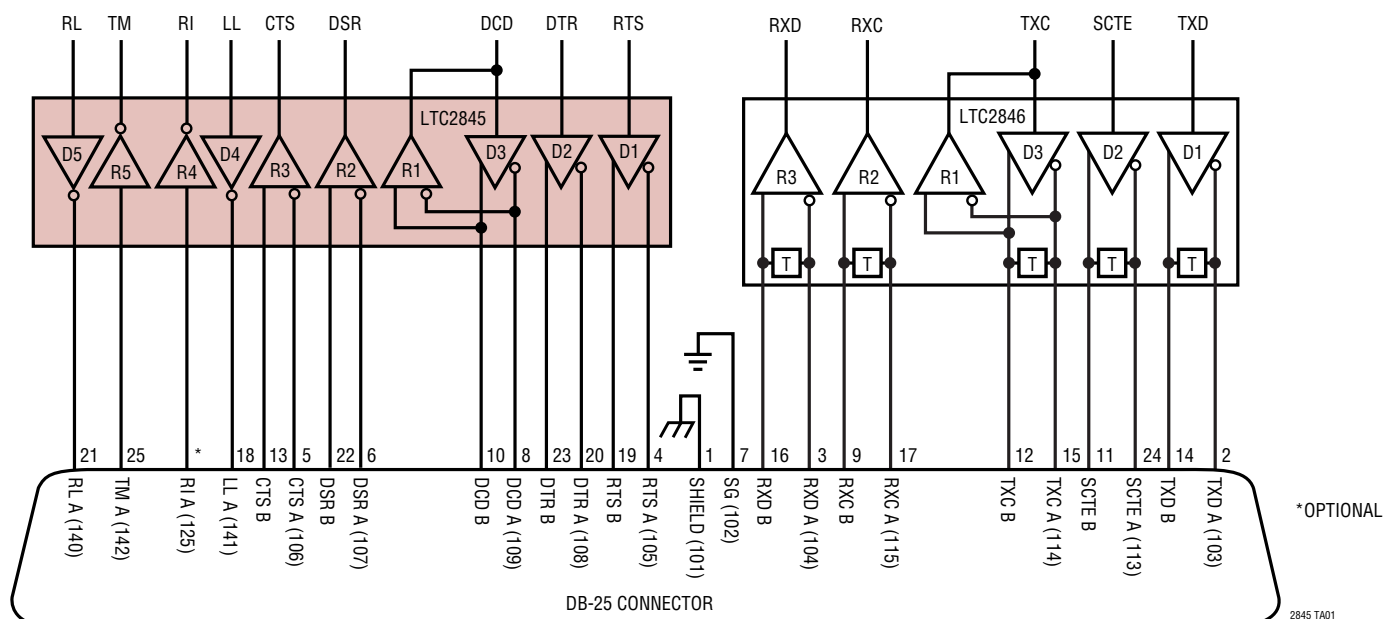 RL TM RI LL CTS DSR DCD DTR RTS RXD RXC TXC SCTE TXD
LTC2845 LTC2846
D5 R5 R4 D4 R3 R2 R1 D3 D2 D1 R3 R2 R1 D3 D2 D1
T T T T T
21 25 * 18 13 5 22 6 10 8 23 20 19 4 1 7 16 3 9 17 12 15 11 24 14 2
RL A (140)
TM A (142)
RI A (125)
LL A (141)
CTS B
CTS A (106)
DSR B
DSR A (107)
DCD B
DCD A (109)
DTR B
DTR A (108)
RTS B
RTS A (105)
SHIELD (101)
SG (102)
RXD B
RXD A (104)
RXC B
RXC A (115)
TXC B
TXC A (114)
SCTE B
SCTE A (113)
TXD B
TXD A (103)
*OPTIONAL
DB-25 CONNECTOR
2845 TA01